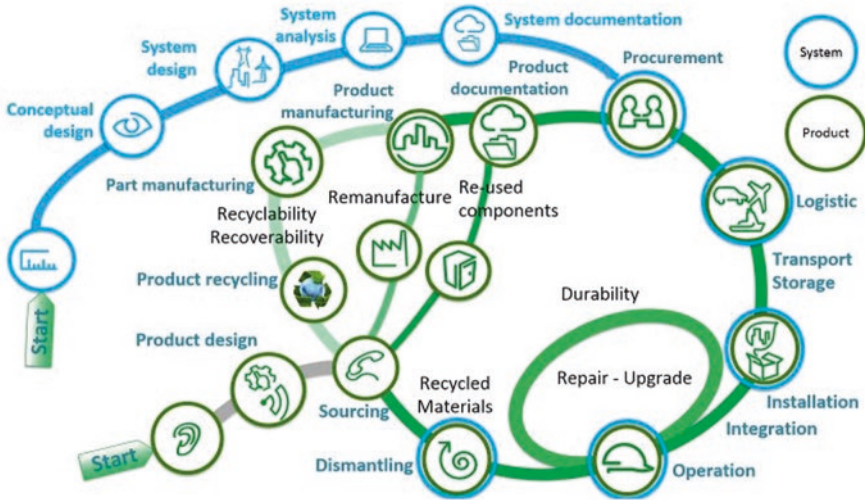 System documentation
System
analysis
System
design
Conceptual
design
Procurement
System
Product
Product
manufacturing
Product
documentation
Part manufacturing
Remanufacture
Re-used
components
Recyclability
Recoverability
Logistic
Transport
Storage
Product recycling
Durability
Start
Product design
Repair - Upgrade
Sourcing
Recycled
Materials
Installation
Integration
Start
Dismantling
Operation